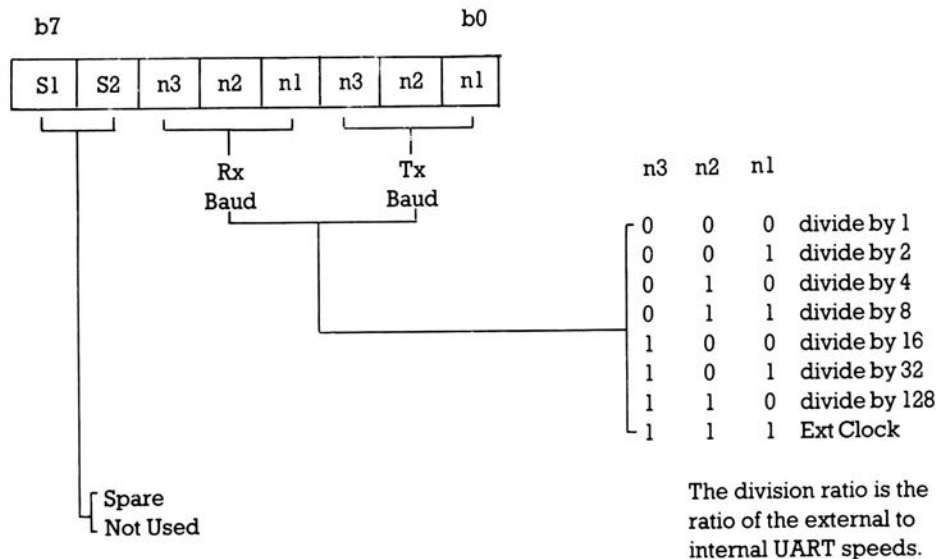 b7 b0
S1 S2 n3 n2 n1 n3 n2 n1
Rx Baud
Tx Baud
n3 n2 n1
0 0 0 divide by 1
0 0 1 divide by 2
0 1 0 divide by 4
0 1 1 divide by 8
1 0 0 divide by 16
1 0 1 divide by 32
1 1 0 divide by 128
1 1 1 Ext Clock
Spare
Not Used
The division ratio is the
ratio of the external to
internal UART speeds.